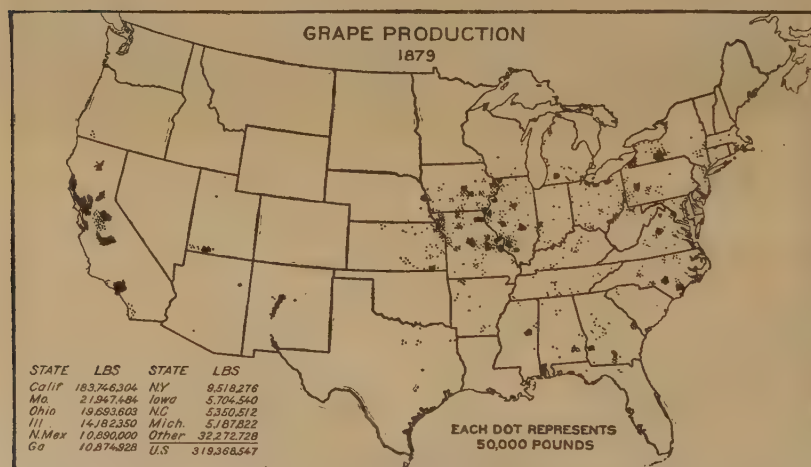 GRAPE PRODUCTION
1879
STATE LBS STATE LBS
Calif 183,746,304 N.Y 9,518,276
Mo. 21,947,484 Iowa 5,704,540
Ohio 19,693,603 N.C 5,350,512
Ill 14,182,350 Mich. 5,187,822
N.Mex 10,890,000 Other 32,272,728
Ga 10,874,928 U.S 319,368,547
EACH DOT REPRESENTS
50,000 POUNDS